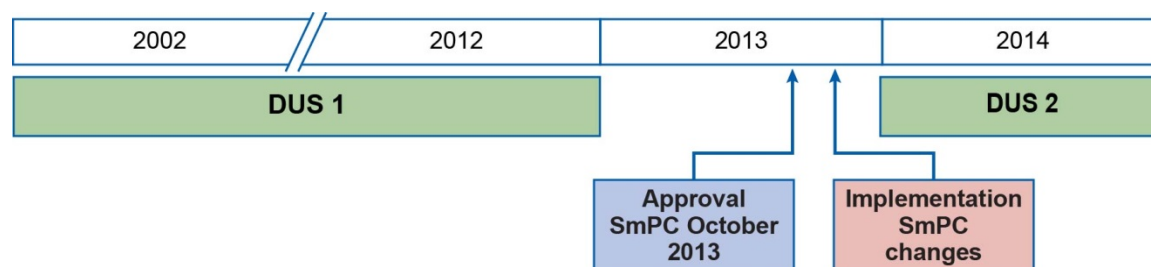 2002 2012 2013 2014
DUS 1 DUS 2
Approval
SmPC October
2013
Implementation
SmPC
changes